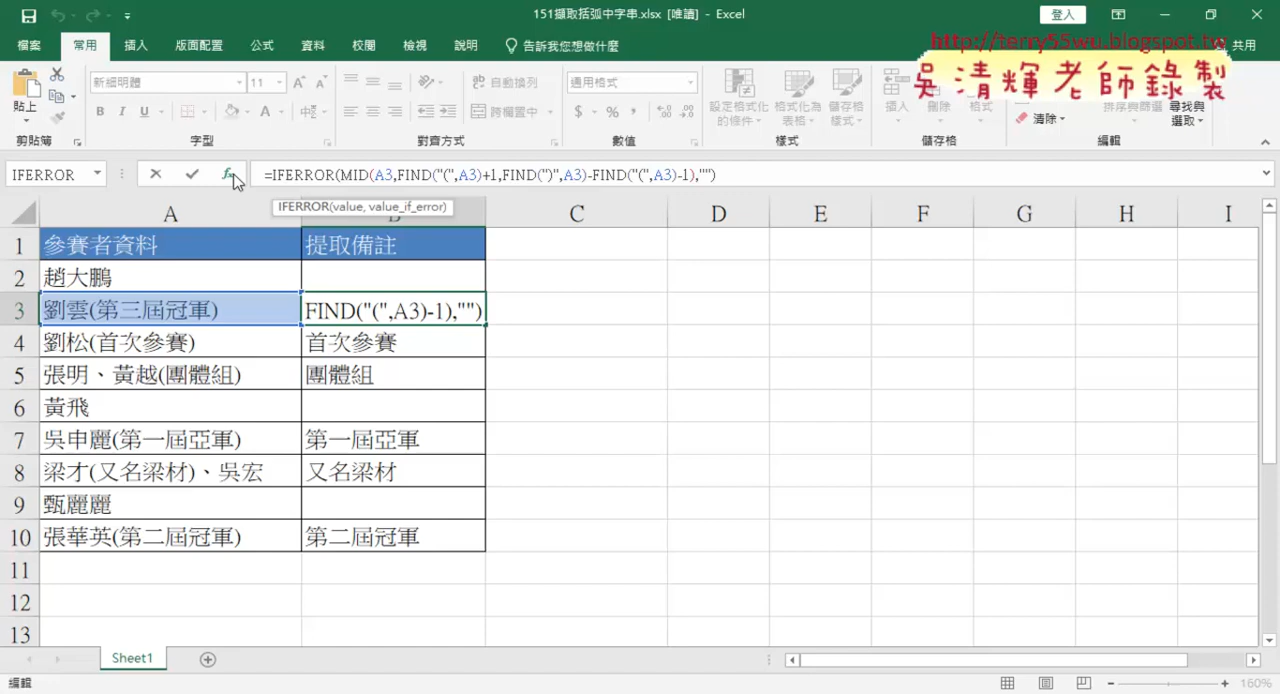 151擷取括弧中字串.xlsx [唯讀] - Excel
登入
http://terry55wu.blogspot.tw
吳清輝老師錄製
檔案 常用 插入 版面配置 公式 資料 校閱 檢視 說明 告訴我您想做什麼 共用
貼上
剪貼簿
新細明體 11
B I U
字型
自動換列
跨欄置中
對齊方式
通用格式
$ % ,
數值
設定格式化的條件
格式化為表格
儲存格樣式
樣式
插入 刪除 格式
儲存格
清除
排序與篩選
尋找與選取
編輯
IFERROR
fx
=IFERROR(MID(A3,FIND("(",A3)+1,FIND(")",A3)-FIND("(",A3)-1),"")
IFERROR(value, value_if_error)
A B C D E F G H I
1 參賽者資料 提取備註
2 趙大鵬
3 劉雲(第三屆冠軍) FIND("(",A3)-1),"")
4 劉松(首次參賽) 首次參賽
5 張明、黃越(團體組) 團體組
6 黃飛
7 吳申麗(第一屆亞軍) 第一屆亞軍
8 梁才(又名梁材)、吳宏 又名梁材
9 甄麗麗
10 張華英(第二屆冠軍) 第二屆冠軍
11
12
13
Sheet1
編輯
160%